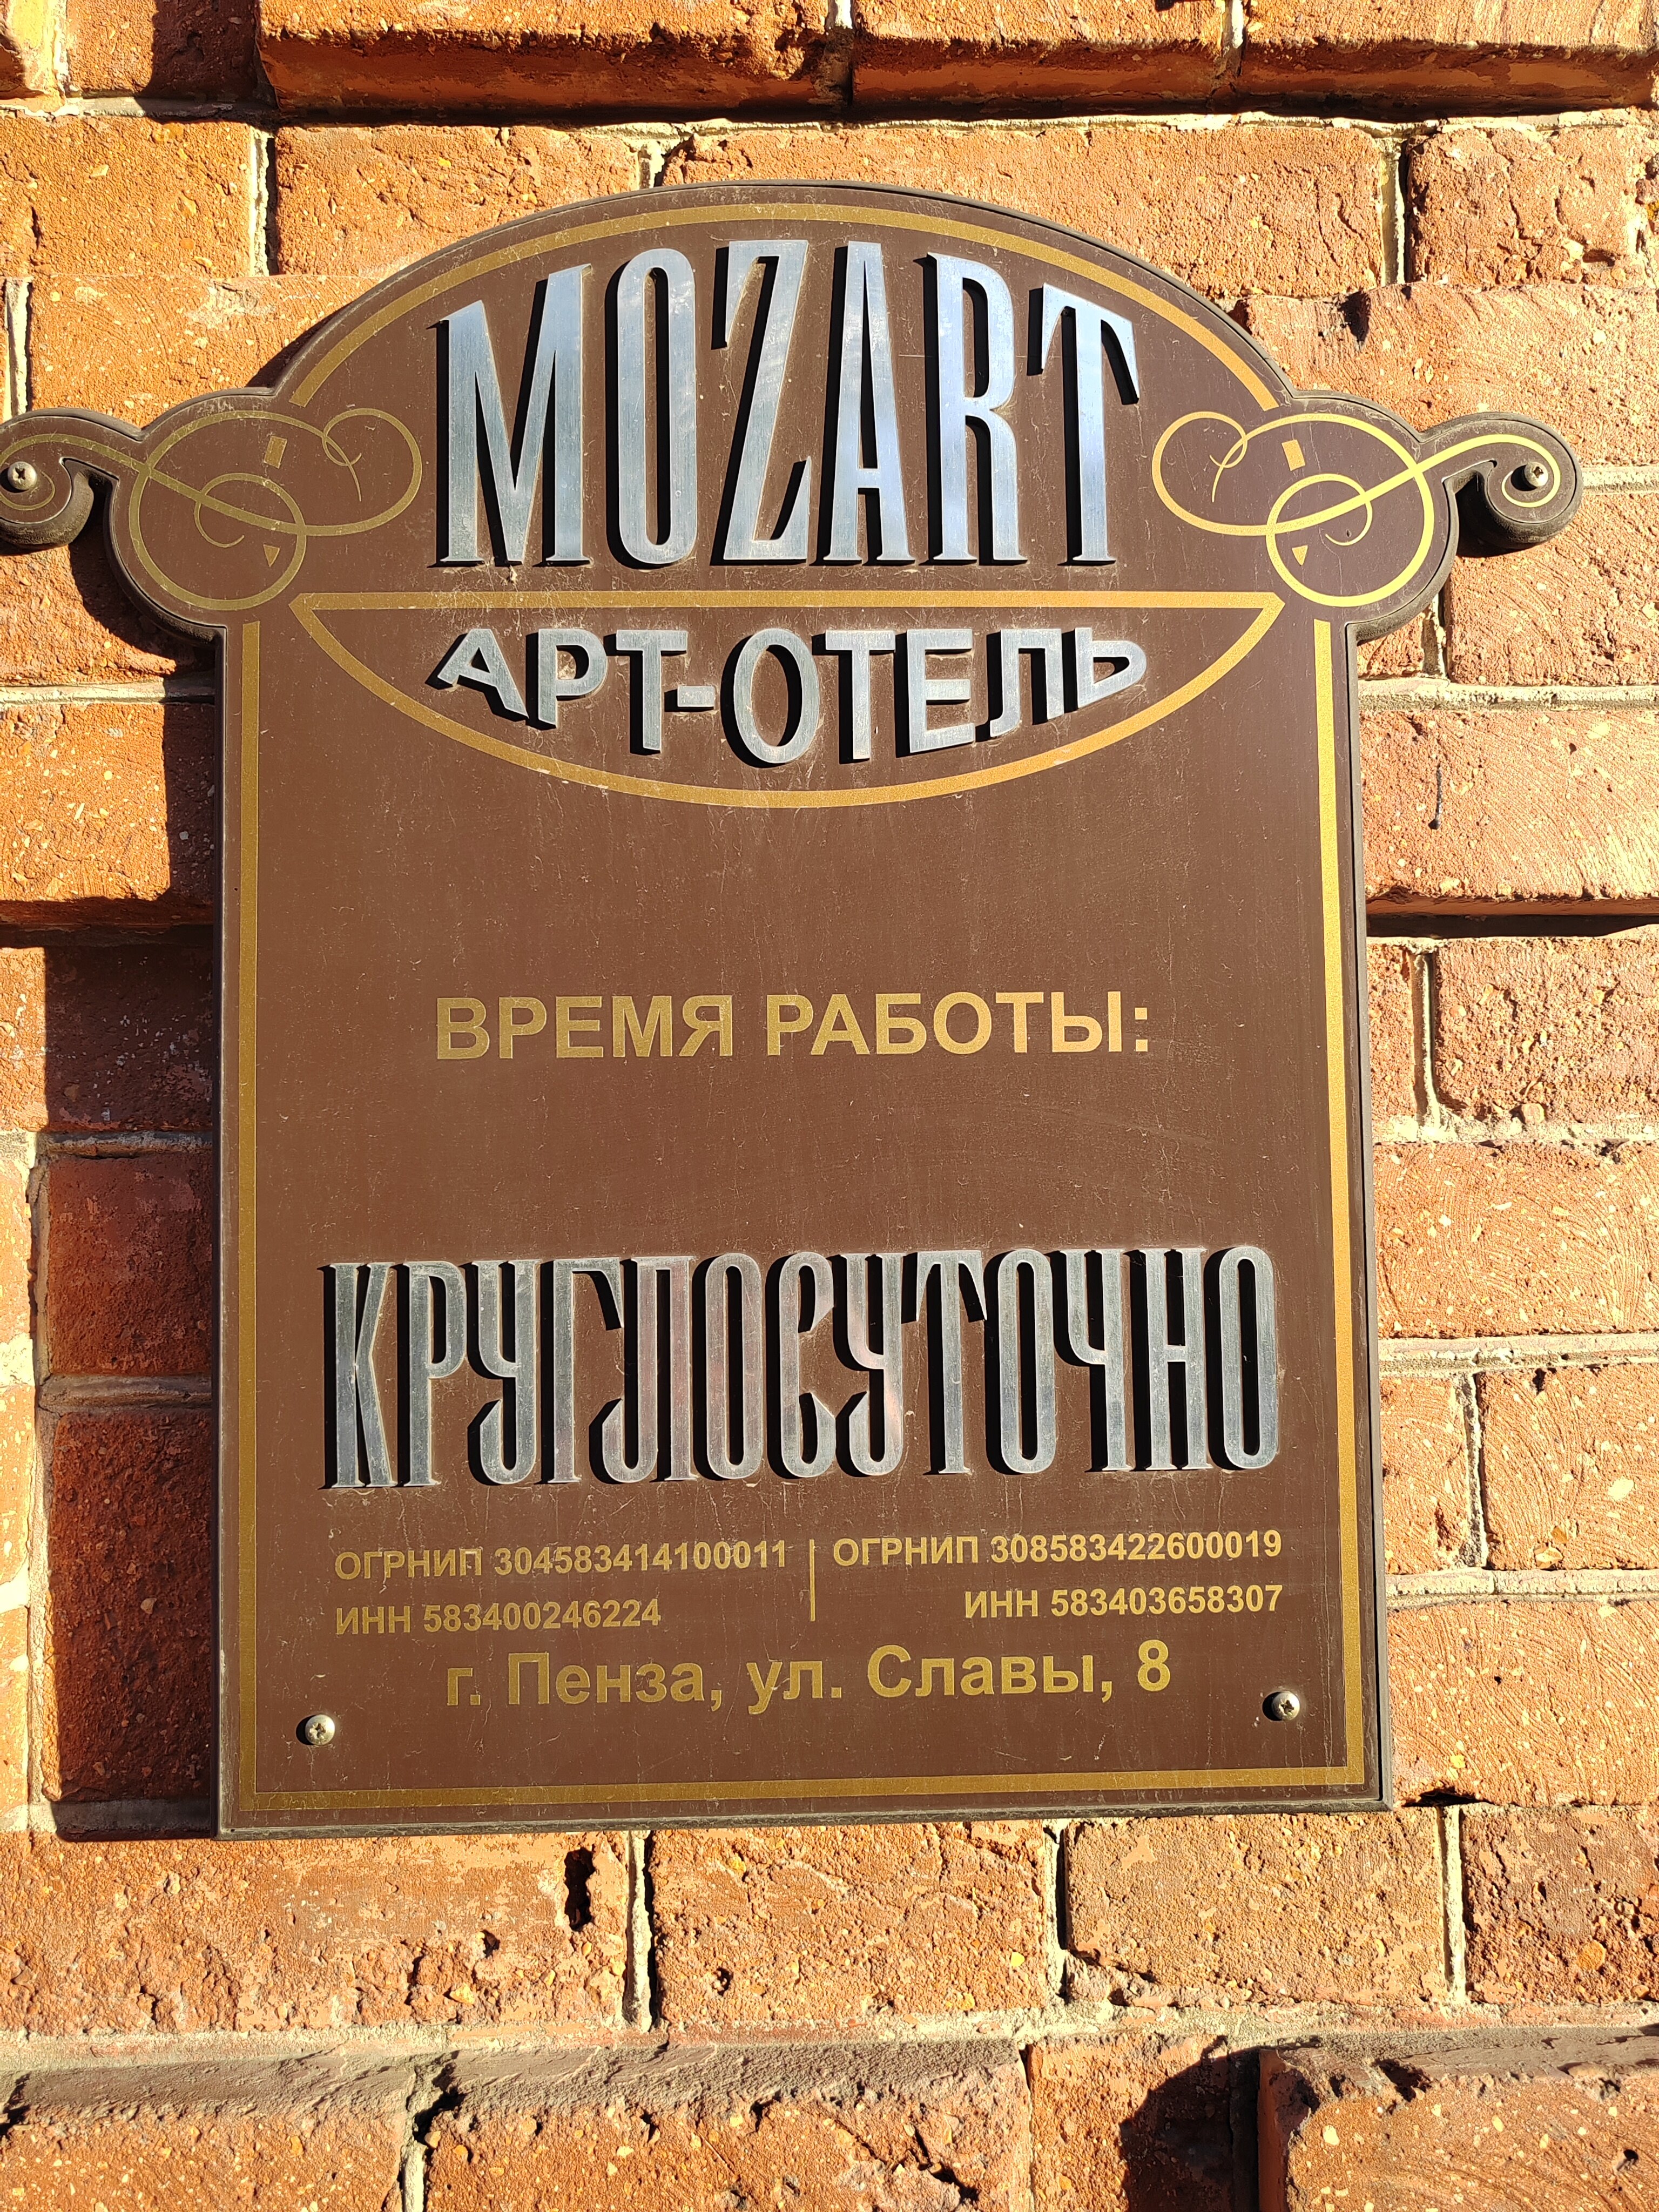 MOZART
АРТ-ОТЕЛЬ
ВРЕМЯ РАБОТЫ:
КРУГЛОСУТОЧНО
ОГРНИП 304583414100011 | ОГРНИП 308583422600019
ИНН 583400246224 ИНН 583403658307
г. Пенза, ул. Славы, 8